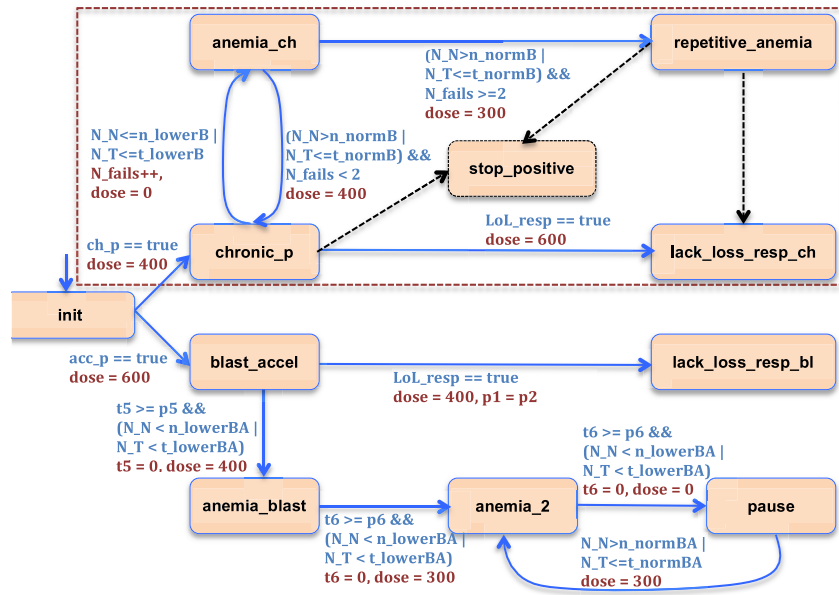 anemia_ch
repetitive_anemia
(N_N>n_normB |
N_T<=t_normB) &&
N_fails >=2
dose = 300
N_N<=n_lowerB |
N_T<=t_lowerB
N_fails++,
dose = 0
(N_N>n_normB |
N_T<=t_normB) &&
N_fails < 2
dose = 400
stop_positive
ch_p == true
dose = 400
chronic_p
LoL_resp == true
dose = 600
lack_loss_resp_ch
init
acc_p == true
dose = 600
blast_accel
LoL_resp == true
dose = 400, p1 = p2
lack_loss_resp_bl
t5 >= p5 &&
(N_N < n_lowerBA |
N_T < t_lowerBA)
t5 = 0, dose = 400
anemia_blast
t6 >= p6 &&
(N_N < n_lowerBA |
N_T < t_lowerBA)
t6 = 0, dose = 300
anemia_2
t6 >= p6 &&
(N_N < n_lowerBA |
N_T < t_lowerBA)
t6 = 0, dose = 0
pause
N_N>n_normBA |
N_T<=t_normBA
dose = 300